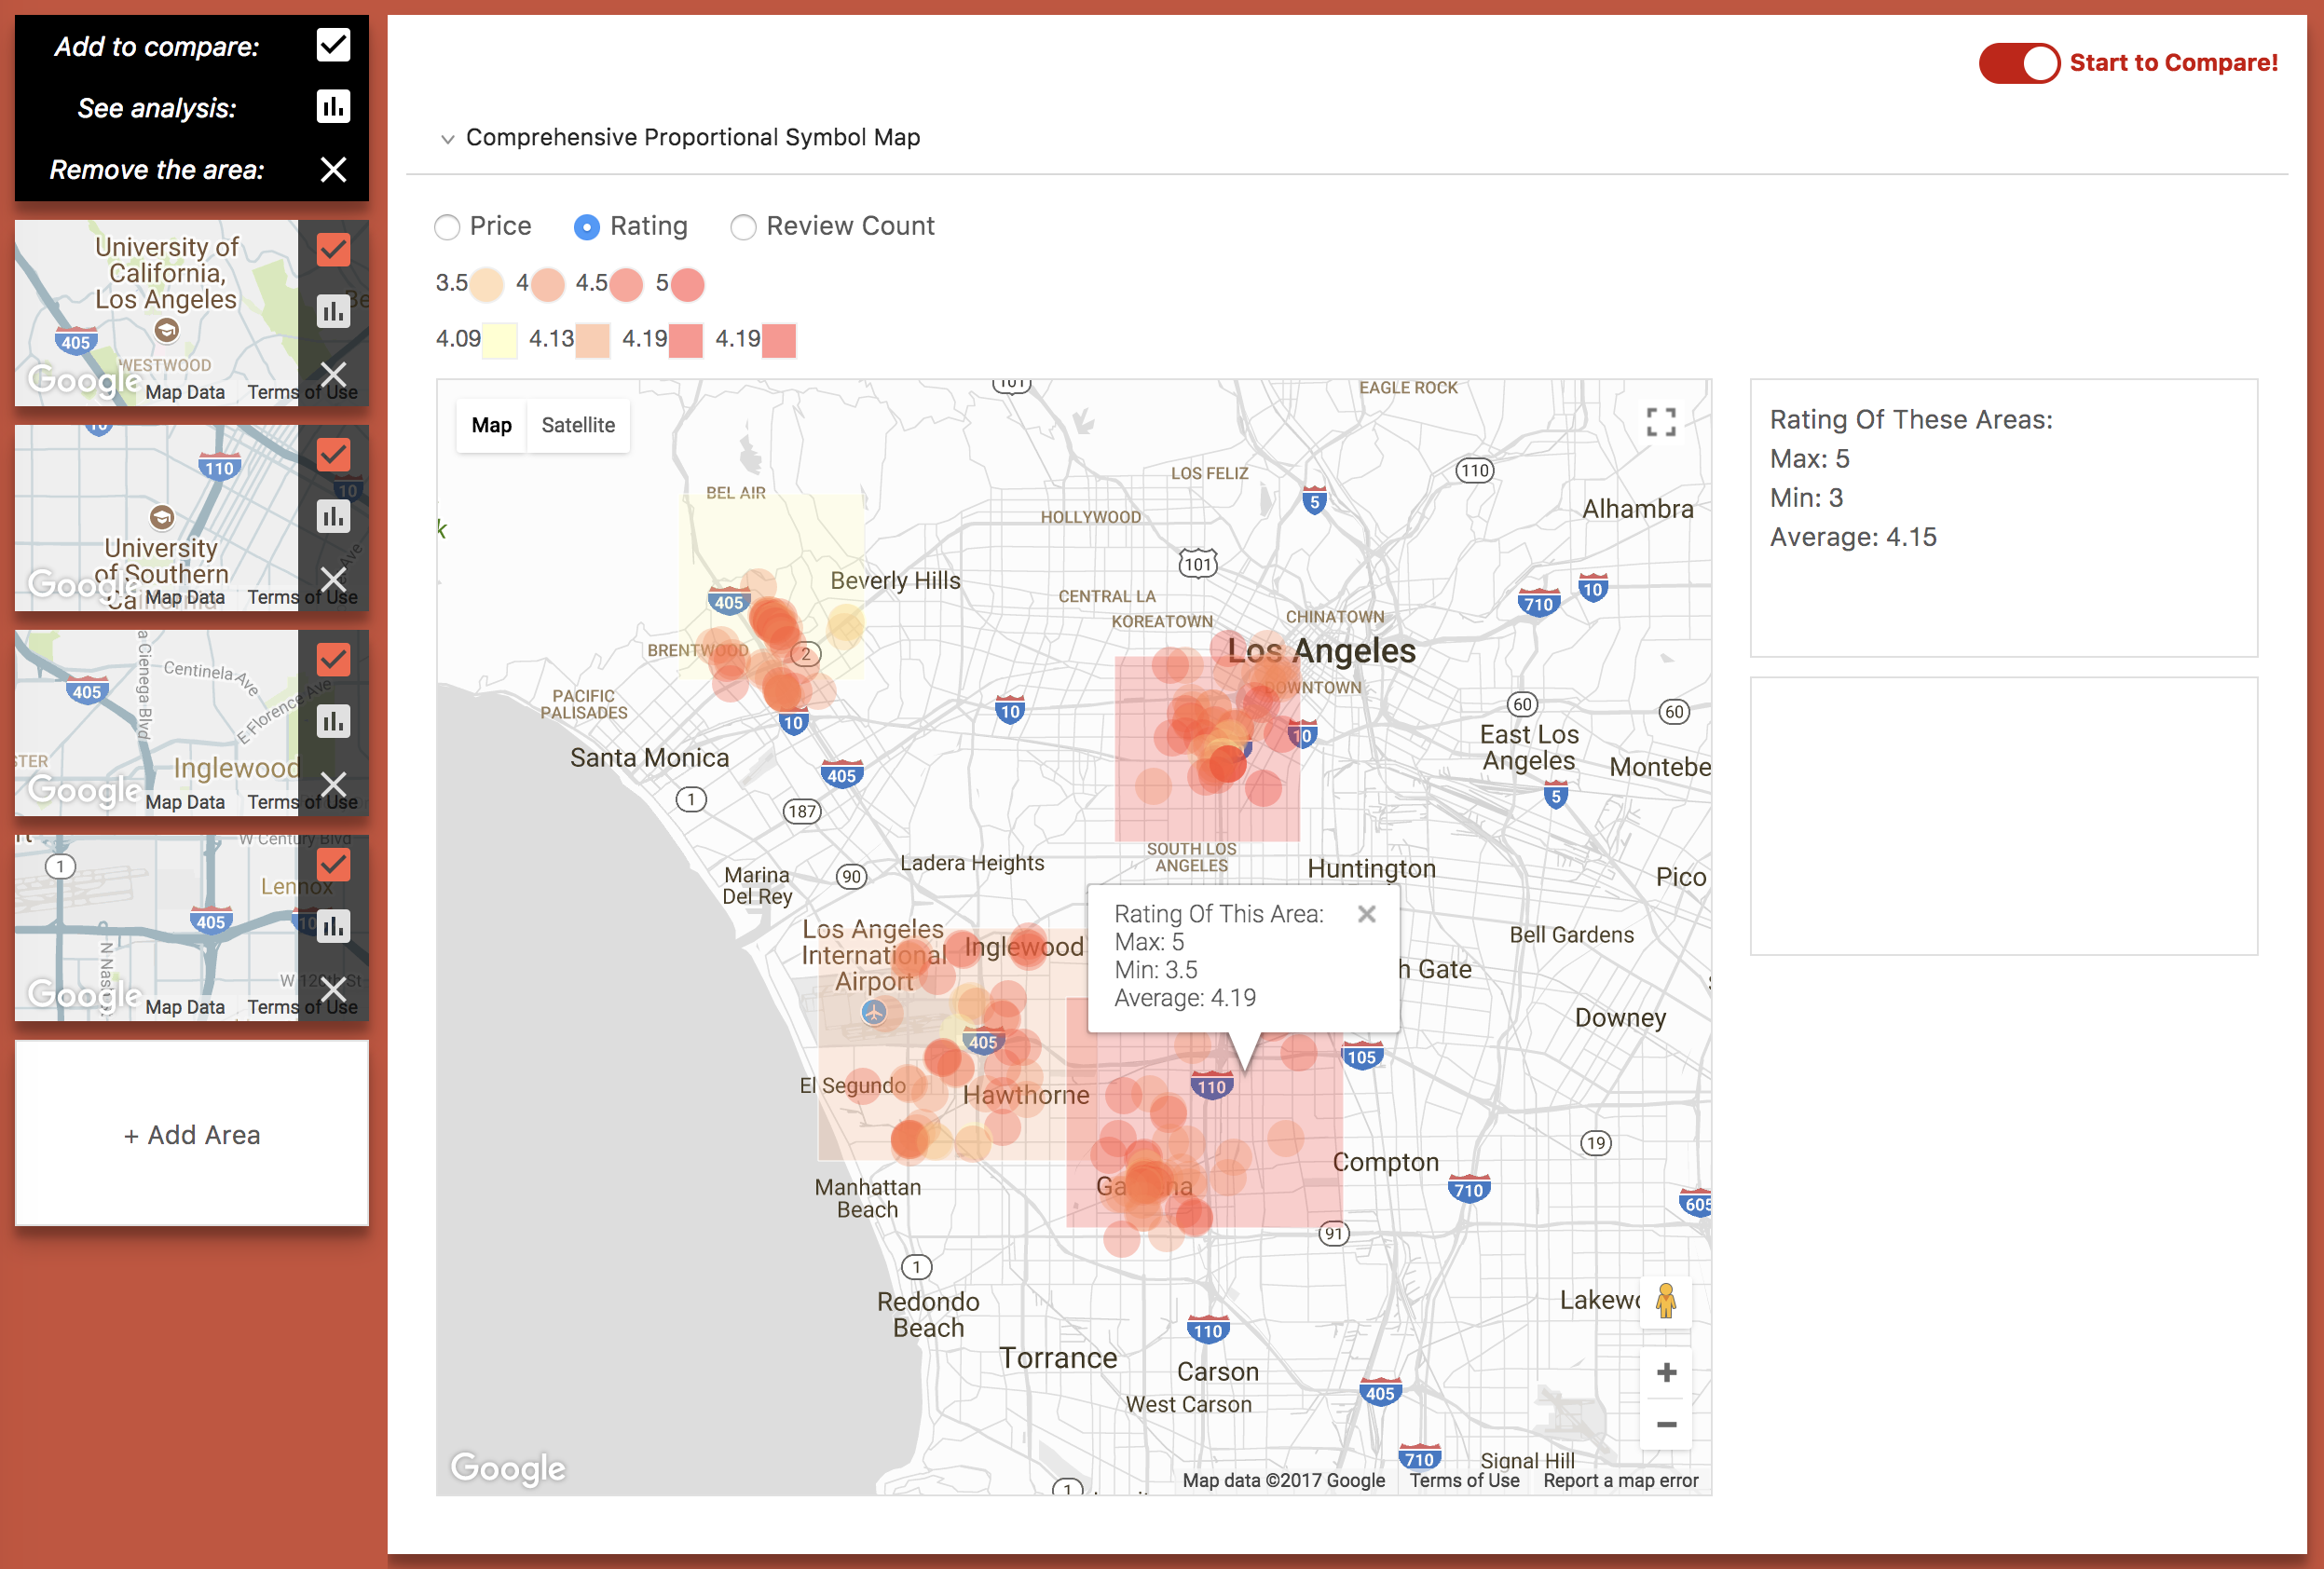 Add to compare:
See analysis:
Remove the area:
University of
California,
Los Angeles
405
WESTWOOD
Google
Map Data
Terms of Use
10
110
10
University
of Southern
Google
Map Data
Terms of Use
a Cienega Blvd
Centinela Ave
405
E Florence Ave
STER
Inglewood
Google
Map Data
Terms of Use
W Century Blvd
1
Lennox
405
10
N Nas
W 120th St
Google
Map Data
Terms of Use
+ Add Area
Start to Compare!
Comprehensive Proportional Symbol Map
Price
Rating
Review Count
3.5 4 4.5 5
4.09 4.13 4.19 4.19
Map
Satellite
101
EAGLE ROCK
LOS FELIZ
110
BEL AIR
5
Alhambra
HOLLYWOOD
k
101
Beverly Hills
405
CENTRAL LA
710
10
KOREATOWN
CHINATOWN
BRENTWOOD
2
Los Angeles
DOWNTOWN
PACIFIC
PALISADES
10
10
10
60
60
Santa Monica
East Los
Angeles
405
Montebe
1
187
5
SOUTH LOS
ANGELES
Ladera Heights
Huntington
Marina
Del Rey
90
Pico
Los Angeles
International
Airport
Inglewood
Rating Of This Area:
Max: 5
Min: 3.5
Average: 4.19
Bell Gardens
h Gate
Downey
405
105
El Segundo
Hawthorne
110
19
Compton
Manhattan
Beach
Ga
na
710
605
91
1
Redondo
Beach
Lakewo
110
Torrance
Carson
West Carson
405
710
Signal Hill
Google
1
Map data ©2017 Google
Terms of Use
Report a map error
Rating Of These Areas:
Max: 5
Min: 3
Average: 4.15